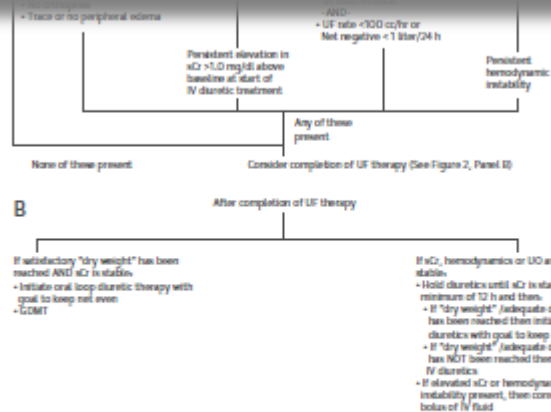 • No orthopnea
• Trace or no peripheral edema
-AND-
• UF rate <100 cc/hr or
Net negative <1 liter/24 h
Persistent elevation in
sCr >1.0 mg/dl above
baseline at start of
IV diuretic treatment
Persistent
hemodynamic
instability
Any of these
present
None of these present
Consider completion of UF therapy (See Figure 2, Panel B)
B
After completion of UF therapy
If satisfactory "dry weight" has been
reached AND sCr is stable:
• Initiate oral loop diuretic therapy with
goal to keep net even
• GDMT
If sCr, hemodynamics or UO
stable:
• Hold diuretics until sCr is
minimum of 12 h and then:
• If "dry weight" /adequate
has been reached then
diuretics with goal to keep
• If "dry weight" /adequate
has NOT been reached
IV diuretics
• If elevated sCr or
instability present, then
bolus of IV fluid